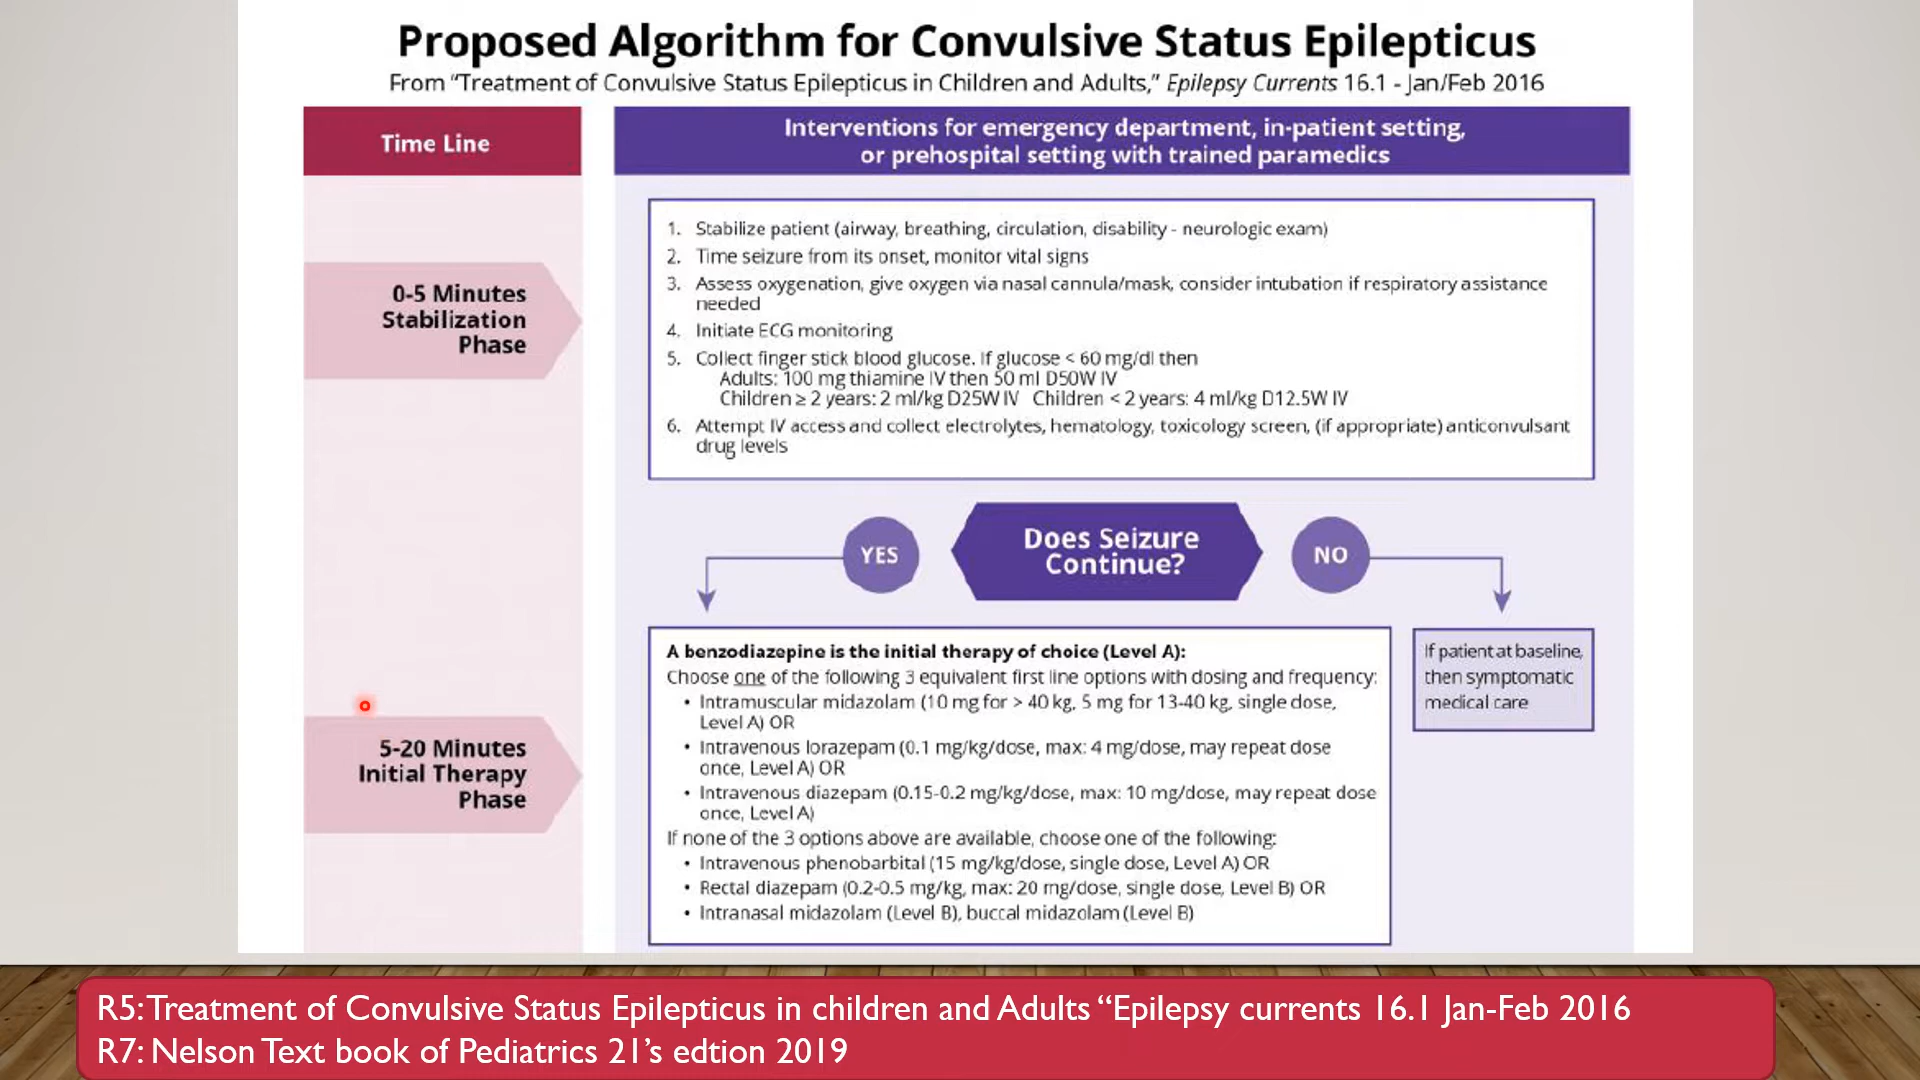 Proposed Algorithm for Convulsive Status Epilepticus
From “Treatment of Convulsive Status Epilepticus in Children and Adults,” Epilepsy Currents 16.1 - Jan/Feb 2016
Time Line
Interventions for emergency department, in-patient setting,
or prehospital setting with trained paramedics
0-5 Minutes
Stabilization
Phase
1. Stabilize patient (airway, breathing, circulation, disability - neurologic exam)
2. Time seizure from its onset, monitor vital signs
3. Assess oxygenation, give oxygen via nasal cannula/mask, consider intubation if respiratory assistance
needed
4. Initiate ECG monitoring
5. Collect finger stick blood glucose. If glucose < 60 mg/dl then
Adults: 100 mg thiamine IV then 50 ml D50W IV
Children ≥ 2 years: 2 ml/kg D25W IV Children < 2 years: 4 ml/kg D12.5W IV
6. Attempt IV access and collect electrolytes, hematology, toxicology screen, (if appropriate) anticonvulsant
drug levels
Does Seizure
Continue?
YES
NO
5-20 Minutes
Initial Therapy
Phase
A benzodiazepine is the initial therapy of choice (Level A):
Choose one of the following 3 equivalent first line options with dosing and frequency:
• Intramuscular midazolam (10 mg for > 40 kg, 5 mg for 13-40 kg, single dose,
Level A) OR
• Intravenous lorazepam (0.1 mg/kg/dose, max: 4 mg/dose, may repeat dose
once, Level A) OR
• Intravenous diazepam (0.15-0.2 mg/kg/dose, max: 10 mg/dose, may repeat dose
once, Level A)
If none of the 3 options above are available, choose one of the following:
• Intravenous phenobarbital (15 mg/kg/dose, single dose, Level A) OR
• Rectal diazepam (0.2-0.5 mg/kg, max: 20 mg/dose, single dose, Level B) OR
• Intranasal midazolam (Level B), buccal midazolam (Level B)
If patient at baseline,
then symptomatic
medical care
R5: Treatment of Convulsive Status Epilepticus in children and Adults “Epilepsy currents 16.1 Jan-Feb 2016
R7: Nelson Text book of Pediatrics 21’s edtion 2019